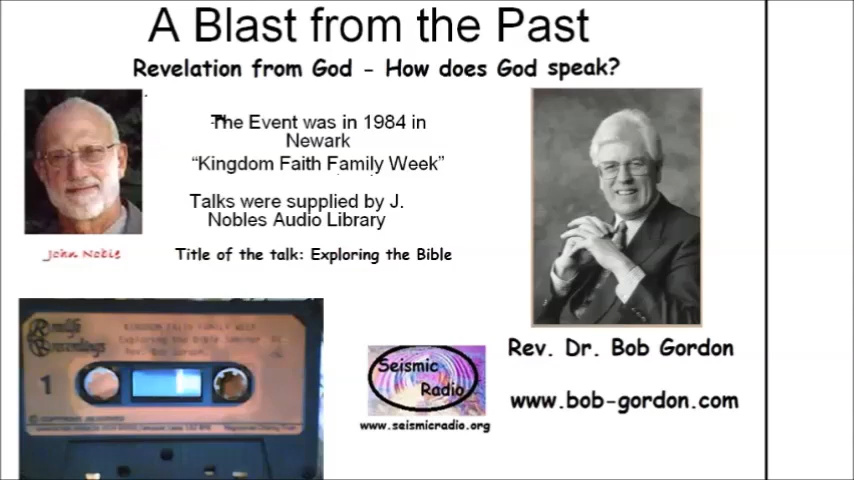 A Blast from the Past
Revelation from God - How does God speak?
The Event was in 1984 in
Newark
“Kingdom Faith Family Week”
Talks were supplied by J.
Nobles Audio Library
John Noble
Title of the talk: Exploring the Bible
Recordings
KINGDOM FAITH FAMILY WEEK
Exploring the Bible Seminar
Rev. Bob Gordon.
1
Seismic
Radio
www.seismicradio.org
Rev. Dr. Bob Gordon
www.bob-gordon.com